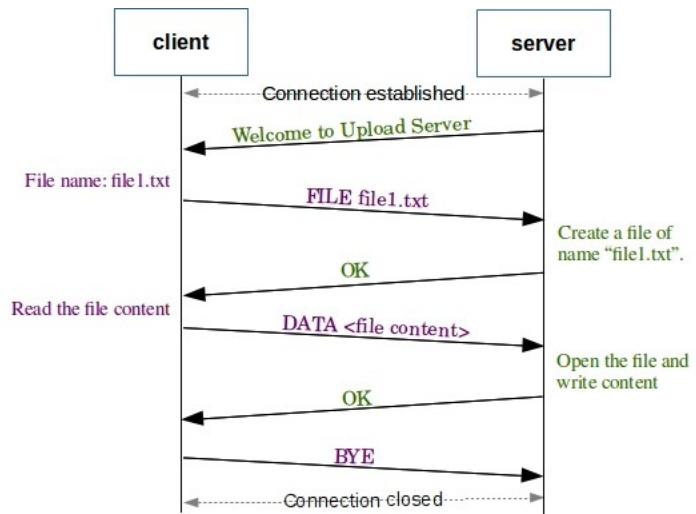 client
server
Connection established
Welcome to Upload Server
File name: file1.txt
FILE file1.txt
Create a file of
name “file1.txt”.
OK
Read the file content
DATA <file content>
Open the file and
write content
OK
BYE
Connection closed